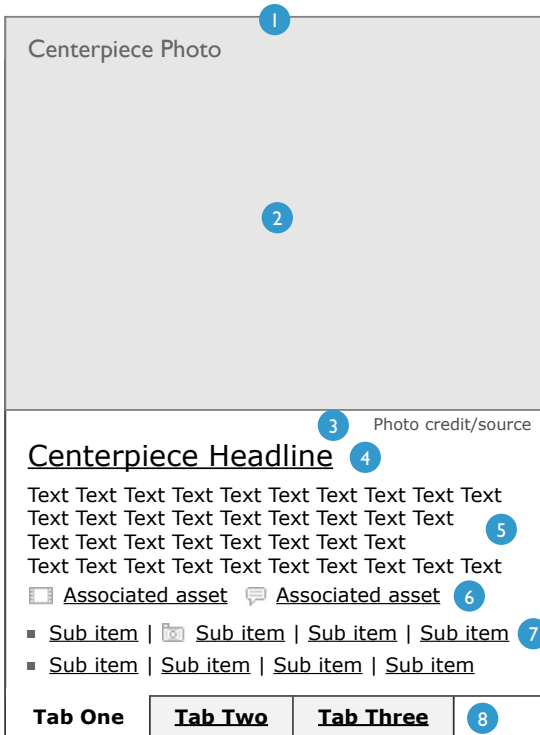 1
Centerpiece Photo
2
3 Photo credit/source
Centerpiece Headline 4
Text Text Text Text Text Text Text Text Text Text
Text Text Text Text Text Text Text Text Text
Text Text Text Text Text Text Text Text
Text Text Text Text Text Text Text Text Text Text
5
Associated asset Associated asset 6
Sub item | Sub item | Sub item | Sub item 7
Sub item | Sub item | Sub item | Sub item
Tab One Tab Two Tab Three 8